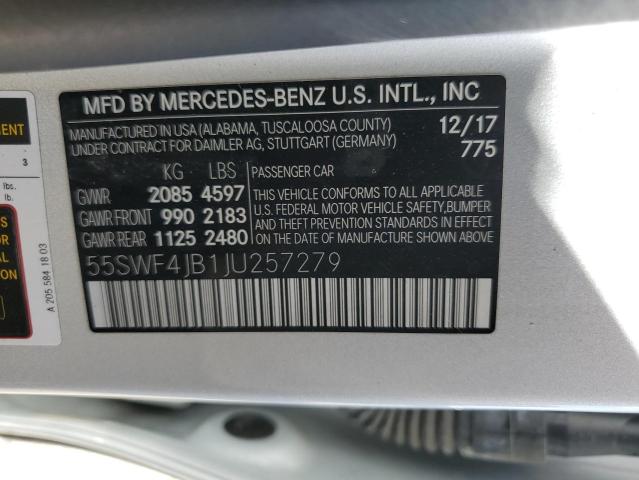 MFD BY MERCEDES-BENZ U.S. INTL., INC
MANUFACTURED IN USA (ALABAMA, TUSCALOOSA COUNTY) 12/17
UNDER CONTRACT FOR DAIMLER AG, STUTTGART (GERMANY) 775
KG LBS PASSENGER CAR
GVWR 2085 4597 THIS VEHICLE CONFORMS TO ALL APPLICABLE
GAWR FRONT 990 2183 U.S. FEDERAL MOTOR VEHICLE SAFETY,BUMPER
AND THEFT PREVENTION STANDARDS IN EFFECT
GAWR REAR 1125 2480 ON THE DATE OF MANUFACTURE SHOWN ABOVE.
55SWF4JB1JU257279
3
lbs.
lbs.
A 205 584 18 03